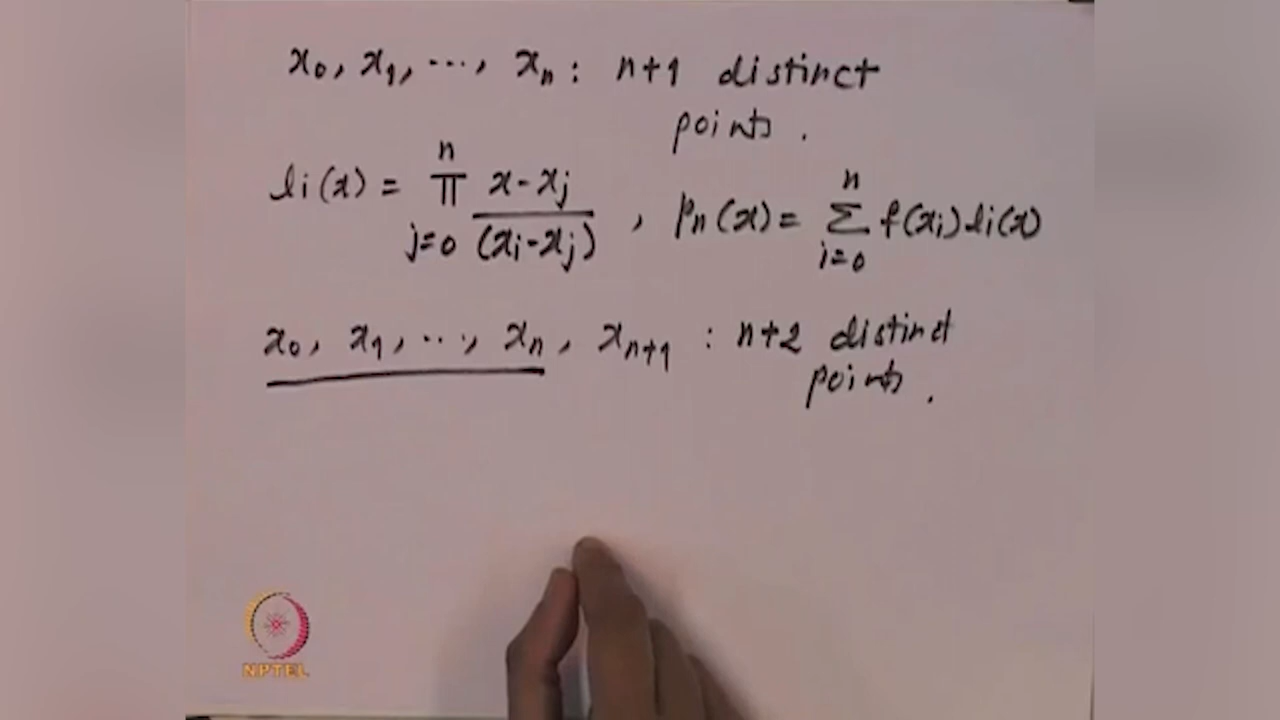 x₀, x₁, ..., xₙ : n+1 distinct
points .
lᵢ(x) = ∏_{j=0}^{n} (x-xⱼ)/(xᵢ-xⱼ) , pₙ(x) = Σ_{i=0}^{n} f(xᵢ) lᵢ(x)
x₀, x₁, ..., xₙ, xₙ₊₁ : n+2 distinct
points .
NPTEL